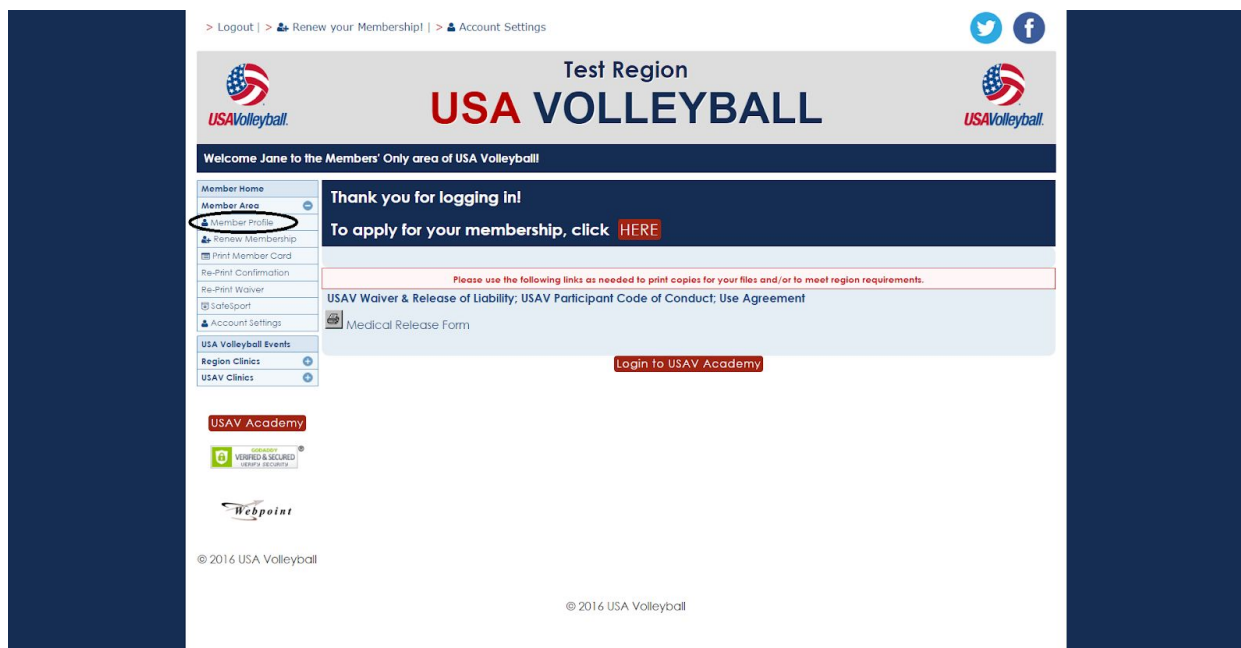 > Logout | > Renew your Membership! | > Account Settings
Test Region
USA VOLLEYBALL
USAVolleyball.
USAVolleyball.
Welcome Jane to the Members' Only area of USA Volleyball!
Member Home
Member Area
Member Profile
Renew Membership
Print Member Card
Re-Print Confirmation
Re-Print Waiver
SafeSport
Account Settings
USA Volleyball Events
Region Clinics
USAV Clinics
Thank you for logging in!
To apply for your membership, click HERE
Please use the following links as needed to print copies for your files and/or to meet region requirements.
USAV Waiver & Release of Liability; USAV Participant Code of Conduct; Use Agreement
Medical Release Form
Login to USAV Academy
USAV Academy
GODADDY
VERIFIED & SECURED
VERIFY SECURITY
Webpoint
© 2016 USA Volleyball
© 2016 USA Volleyball